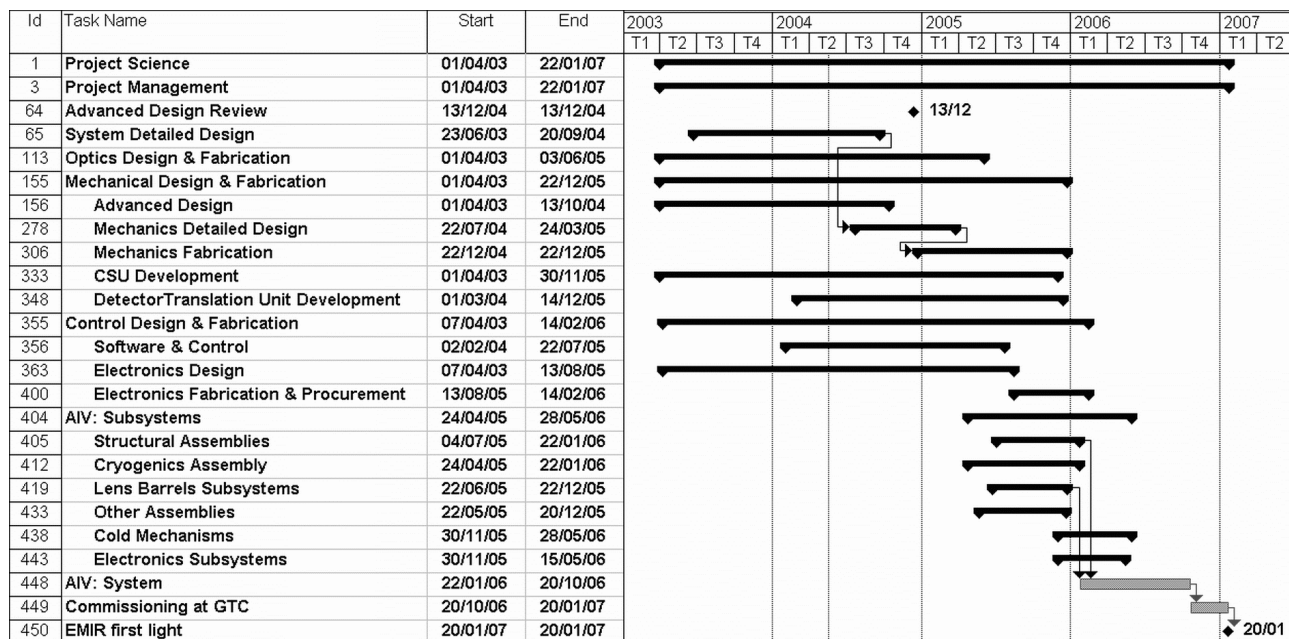 Id Task Name Start End 2003 2004 2005 2006 2007
T1 T2 T3 T4 T1 T2 T3 T4 T1 T2 T3 T4 T1 T2 T3 T4 T1 T2
1 Project Science 01/04/03 22/01/07
3 Project Management 01/04/03 22/01/07
64 Advanced Design Review 13/12/04 13/12/04 13/12
65 System Detailed Design 23/06/03 20/09/04
113 Optics Design & Fabrication 01/04/03 03/06/05
155 Mechanical Design & Fabrication 01/04/03 22/12/05
156 Advanced Design 01/04/03 13/10/04
278 Mechanics Detailed Design 22/07/04 24/03/05
306 Mechanics Fabrication 22/12/04 22/12/05
333 CSU Development 01/04/03 30/11/05
348 DetectorTranslation Unit Development 01/03/04 14/12/05
355 Control Design & Fabrication 07/04/03 14/02/06
356 Software & Control 02/02/04 22/07/05
363 Electronics Design 07/04/03 13/08/05
400 Electronics Fabrication & Procurement 13/08/05 14/02/06
404 AIV: Subsystems 24/04/05 28/05/06
405 Structural Assemblies 04/07/05 22/01/06
412 Cryogenics Assembly 24/04/05 22/01/06
419 Lens Barrels Subsystems 22/06/05 22/12/05
433 Other Assemblies 22/05/05 20/12/05
438 Cold Mechanisms 30/11/05 28/05/06
443 Electronics Subsystems 30/11/05 15/05/06
448 AIV: System 22/01/06 20/10/06
449 Commissioning at GTC 20/10/06 20/01/07
450 EMIR first light 20/01/07 20/01/07 20/01